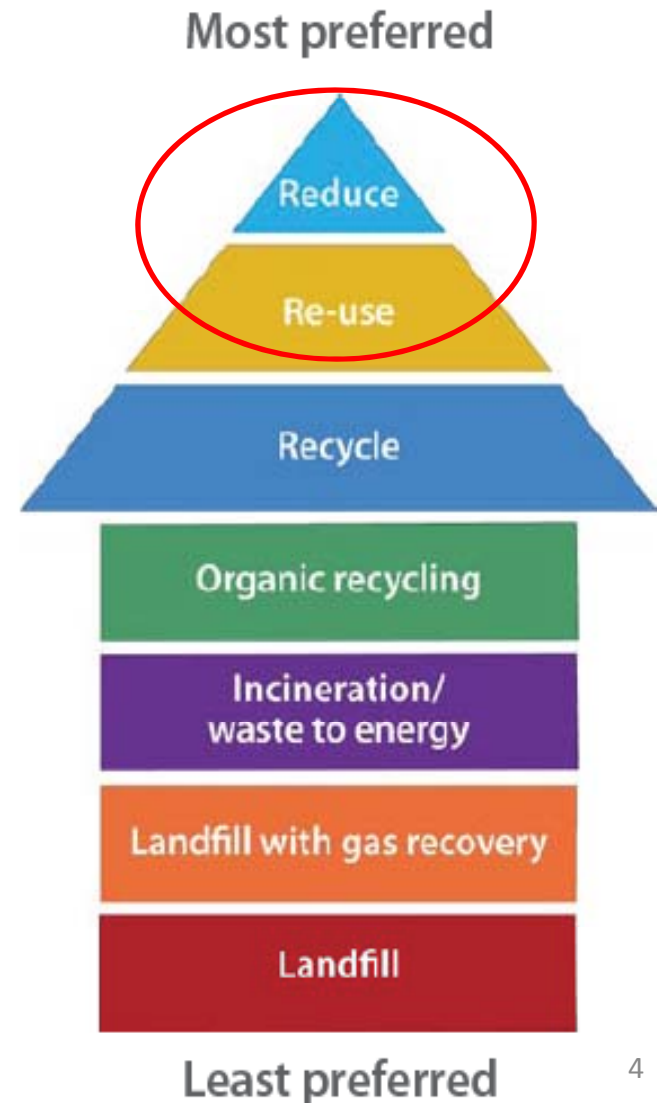 Most preferred
Reduce
Re-use
Recycle
Organic recycling
Incineration/
waste to energy
Landfill with gas recovery
Landfill
Least preferred
4